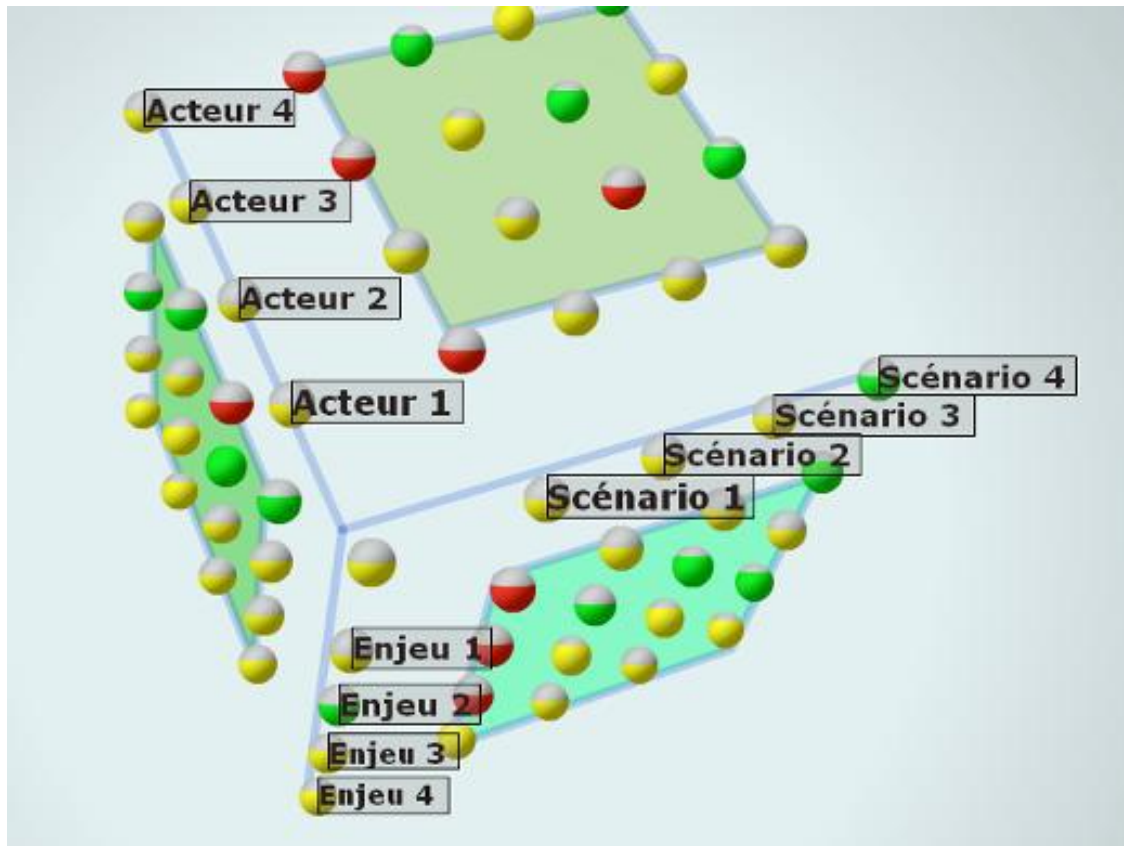 Acteur 4
Acteur 3
Acteur 2
Acteur 1
Scénario 4
Scénario 3
Scénario 2
Scénario 1
Enjeu 1
Enjeu 2
Enjeu 3
Enjeu 4